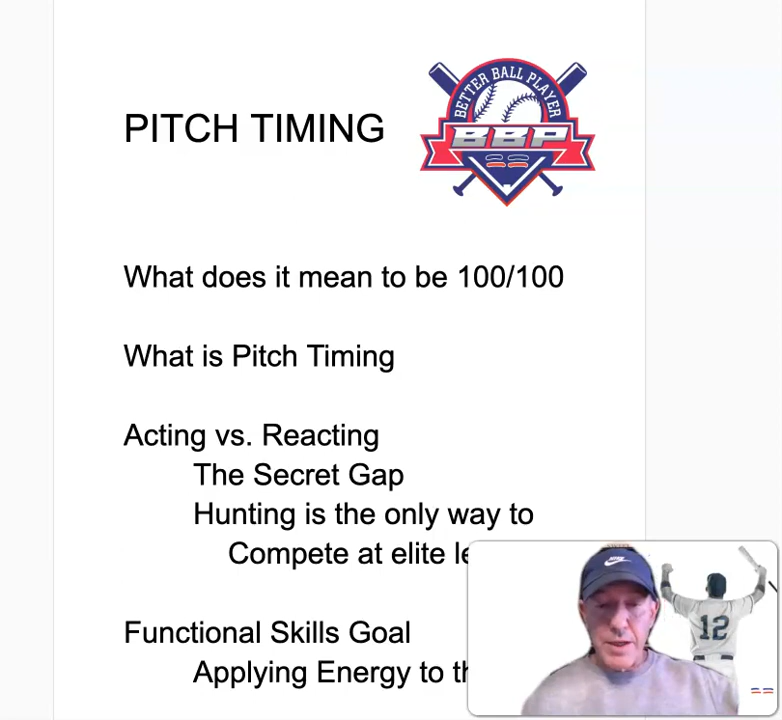 BETTER BALL PLAYER
PITCH TIMING
BBP
What does it mean to be 100/100
What is Pitch Timing
Acting vs. Reacting
The Secret Gap
Hunting is the only way to
Compete at elite
Functional Skills Goal
Applying Energy to
12